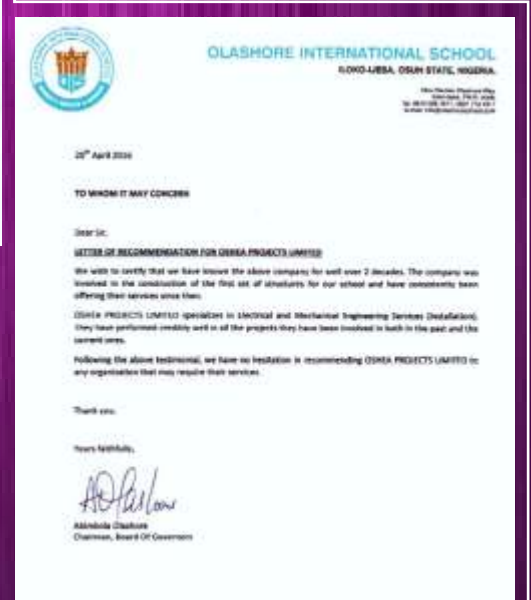 OLASHORE INTERNATIONAL SCHOOL
ILOKO-IJESA, OSUN STATE, NIGERIA.
20th April 2016
TO WHOM IT MAY CONCERN
Dear Sir,
LETTER OF RECOMMENDATION FOR OSHEA PROJECTS LIMITED
We wish to certify that we have known the above company for well over 2 decades. The company was
involved in the construction of the first set of structures for our school and have consistently been
offering their services since then.
OSHEA PROJECTS LIMITED specializes in Electrical and Mechanical Engineering Services (Installation).
They have performed credibly well in all the projects they have been involved in both in the past and the
current ones.
Following the above testimonial, we have no hesitation in recommending OSHEA PROJECTS LIMITED to
any organization that may require their services.
Thank you.
Yours faithfully,
Abimbola Olashore
Chairman, Board Of Governors